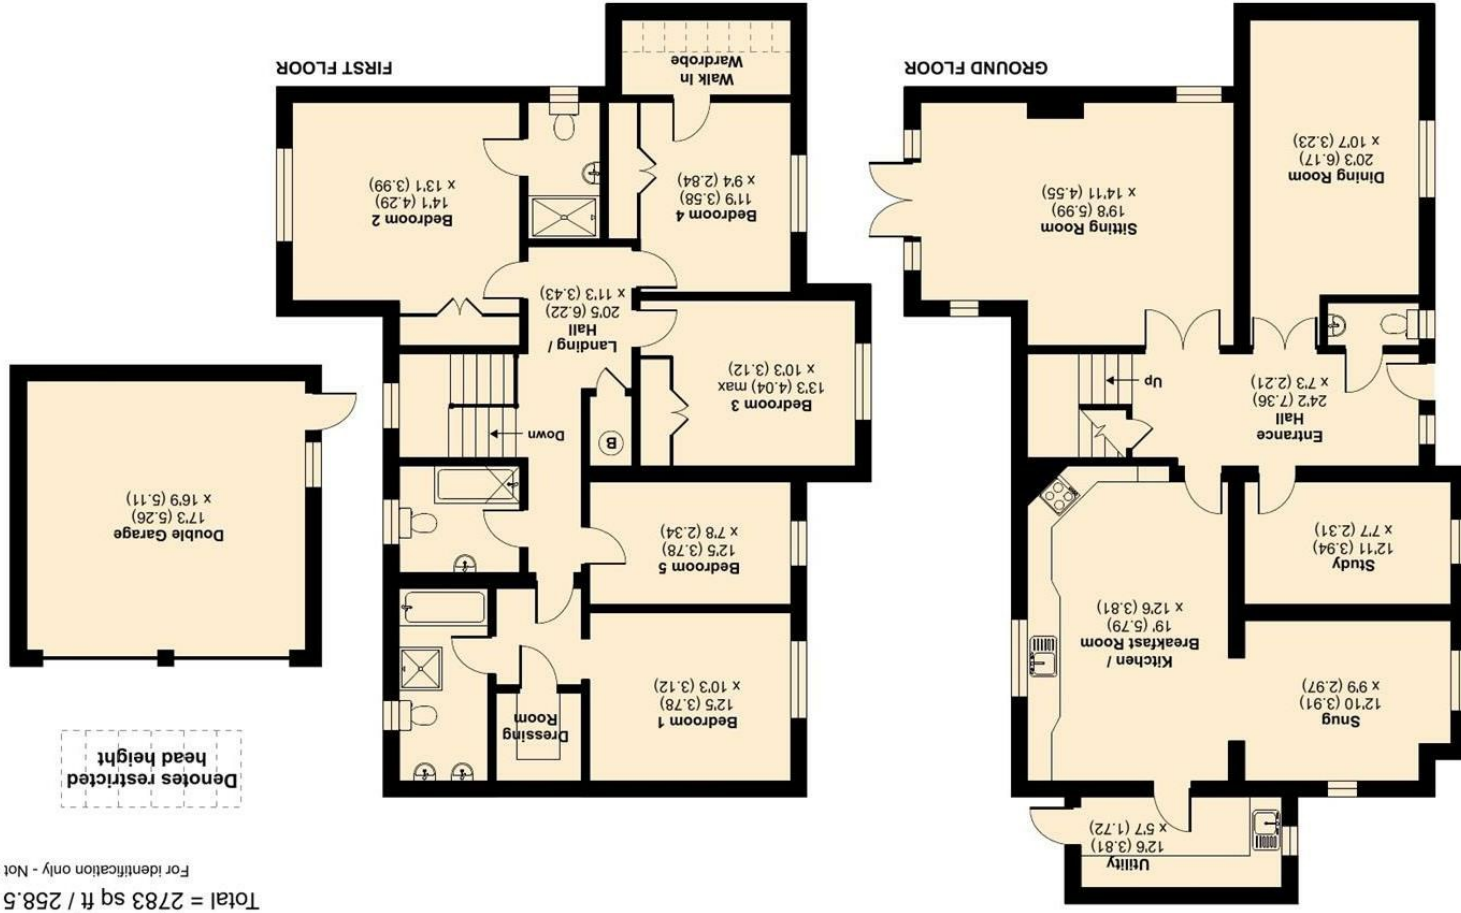 Total = 2783 sq ft / 258.5
For identification only - Not
Denotes restricted
head height
Utility
12'6 (3.81)
x 5'7 (1.72)
Snug
12'10 (3.91)
x 9'9 (2.97)
Kitchen /
Breakfast Room
19' (5.79)
x 12'6 (3.81)
Study
12'11 (3.94)
x 7'7 (2.31)
Entrance
Hall
24'2 (7.36)
x 7'3 (2.21)
Up
Dining Room
20'3 (6.17)
x 10'7 (3.23)
Sitting Room
19'8 (5.99)
x 14'11 (4.55)
GROUND FLOOR
Bedroom 1
12'5 (3.78)
x 10'3 (3.12)
Dressing
Room
Bedroom 5
12'5 (3.78)
x 7'8 (2.34)
B
Down
Bedroom 3
13'3 (4.04) max
x 10'3 (3.12)
Landing /
Hall
20'5 (6.22)
x 11'3 (3.43)
Bedroom 4
11'9 (3.58)
x 9'4 (2.84)
Bedroom 2
14'1 (4.29)
x 13'1 (3.99)
Walk In
Wardrobe
FIRST FLOOR
Double Garage
17'3 (5.26)
x 16'9 (5.11)